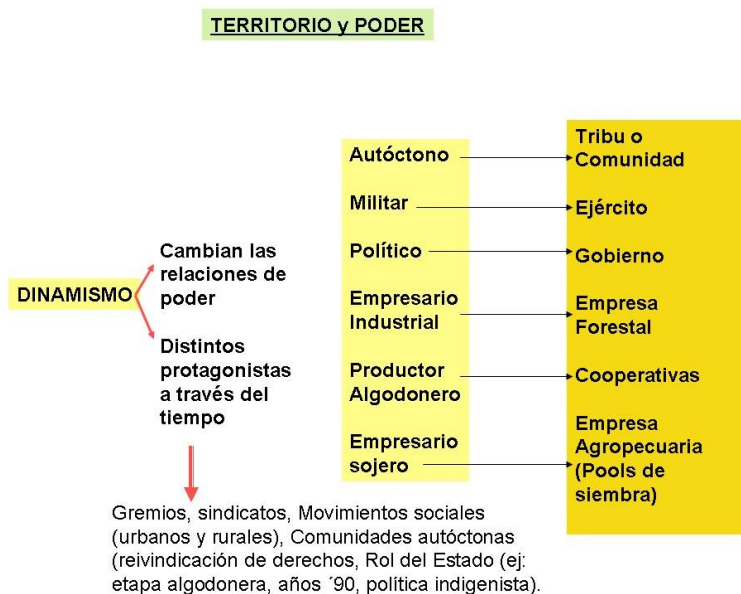 TERRITORIO y PODER
DINAMISMO
Cambian las
relaciones de
poder
Distintos
protagonistas
a través del
tiempo
Autóctono
Militar
Político
Empresario
Industrial
Productor
Algodonero
Empresario
sojero
Tribu o
Comunidad
Ejército
Gobierno
Empresa
Forestal
Cooperativas
Empresa
Agropecuaria
(Pools de
siembra)
Gremios, sindicatos, Movimientos sociales
(urbanos y rurales), Comunidades autóctonas
(reivindicación de derechos, Rol del Estado (ej:
etapa algodonera, años ´90, política indigenista).